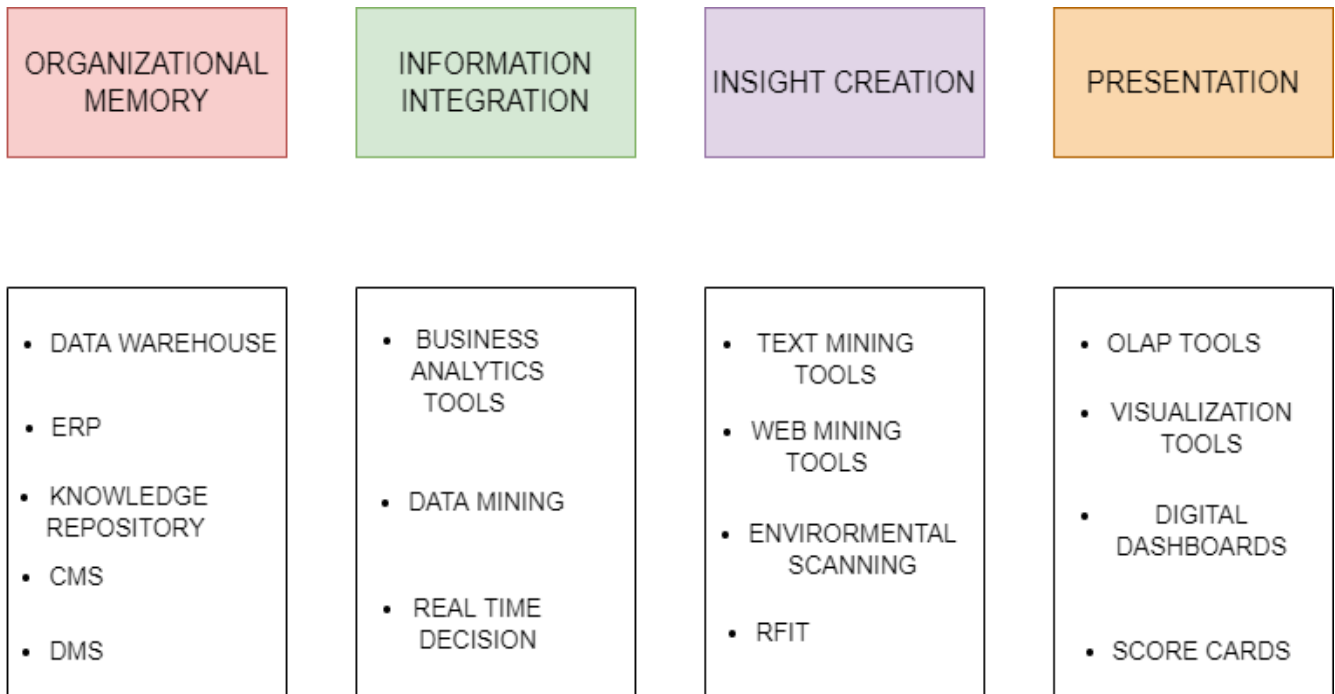 ORGANIZATIONAL
MEMORY
INFORMATION
INTEGRATION
INSIGHT CREATION
PRESENTATION
• DATA WAREHOUSE
• ERP
• KNOWLEDGE
REPOSITORY
• CMS
• DMS
• BUSINESS
ANALYTICS
TOOLS
• DATA MINING
• REAL TIME
DECISION
• TEXT MINING
TOOLS
• WEB MINING
TOOLS
• ENVIRORMENTAL
SCANNING
• RFIT
• OLAP TOOLS
• VISUALIZATION
TOOLS
• DIGITAL
DASHBOARDS
• SCORE CARDS